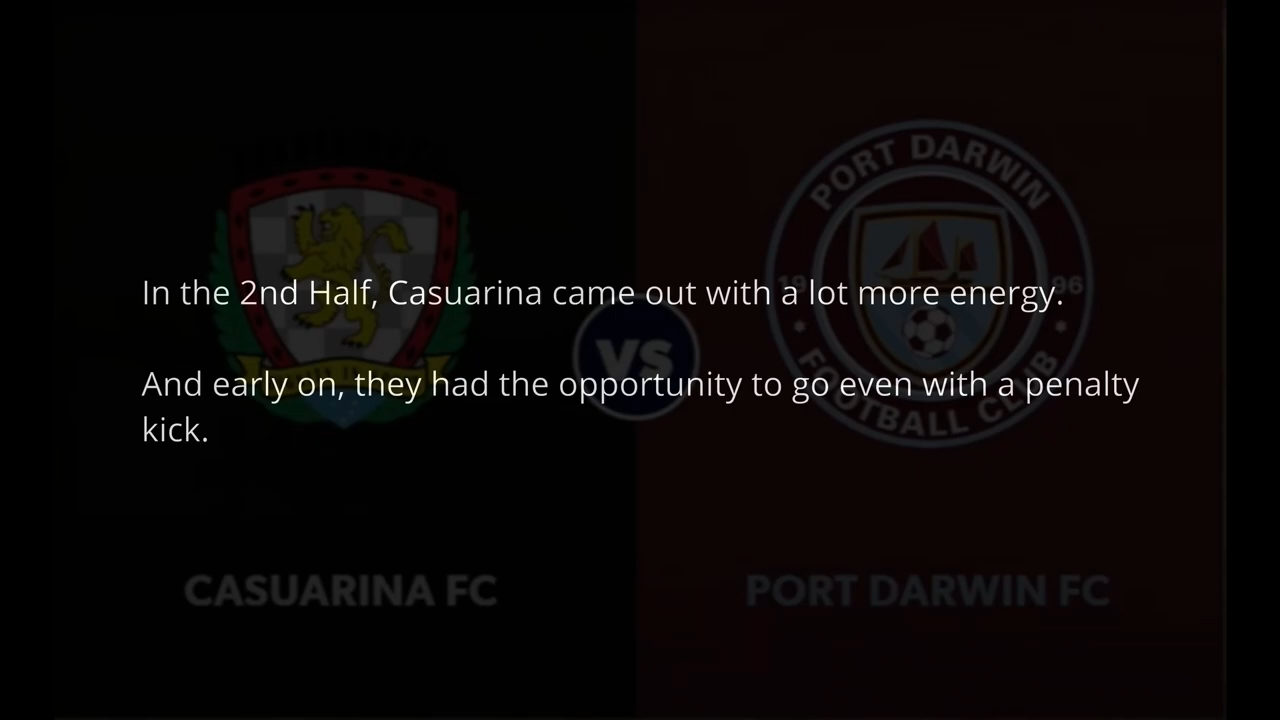 In the 2nd Half, Casuarina came out with a lot more energy.
And early on, they had the opportunity to go even with a penalty
kick.
VS
PORT DARWIN
96
FOOTBALL CLUB
CASUARINA FC
PORT DARWIN FC